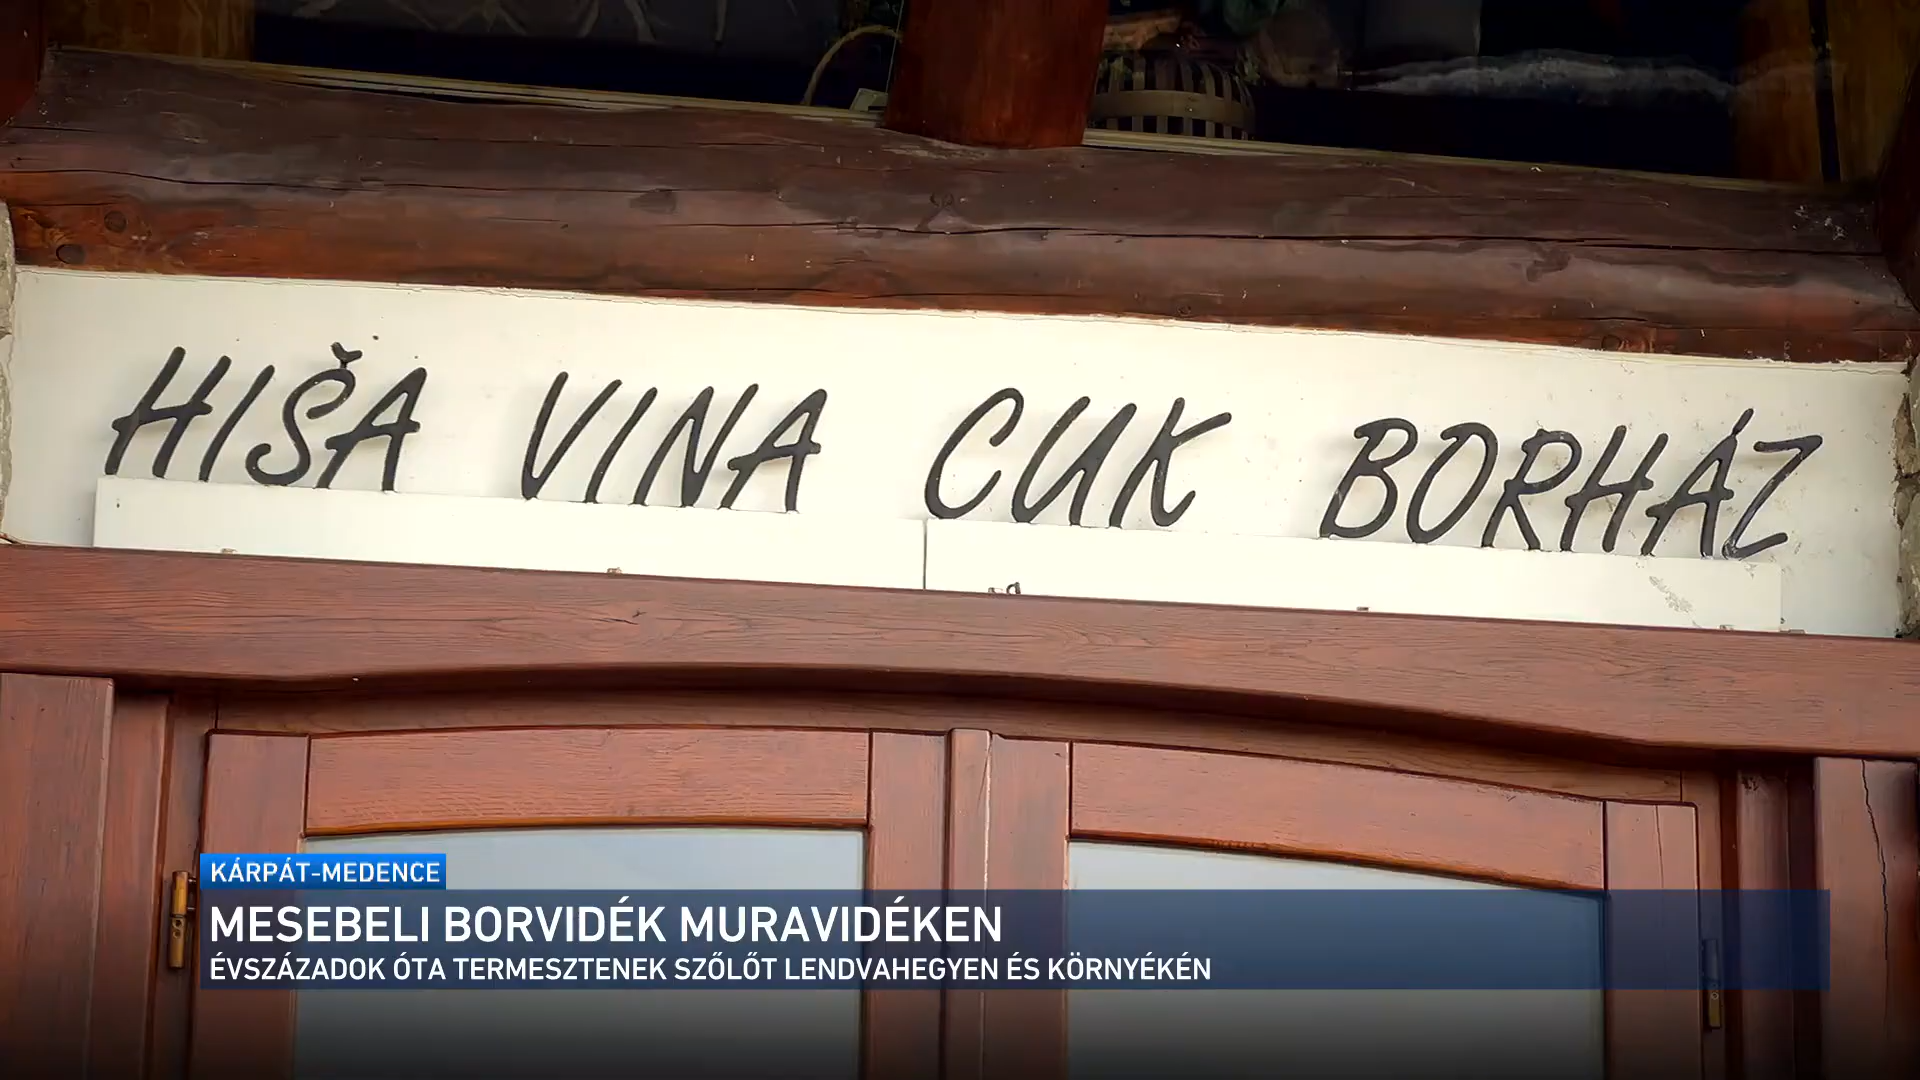 HIŠA VINA CUK BORHÁZ
KÁRPÁT-MEDENCE
MESEBELI BORVIDÉK MURAVIDÉKEN
ÉVSZÁZADOK ÓTA TERMESZTENEK SZŐLŐT LENDVAHEGYEN ÉS KÖRNYÉKÉN